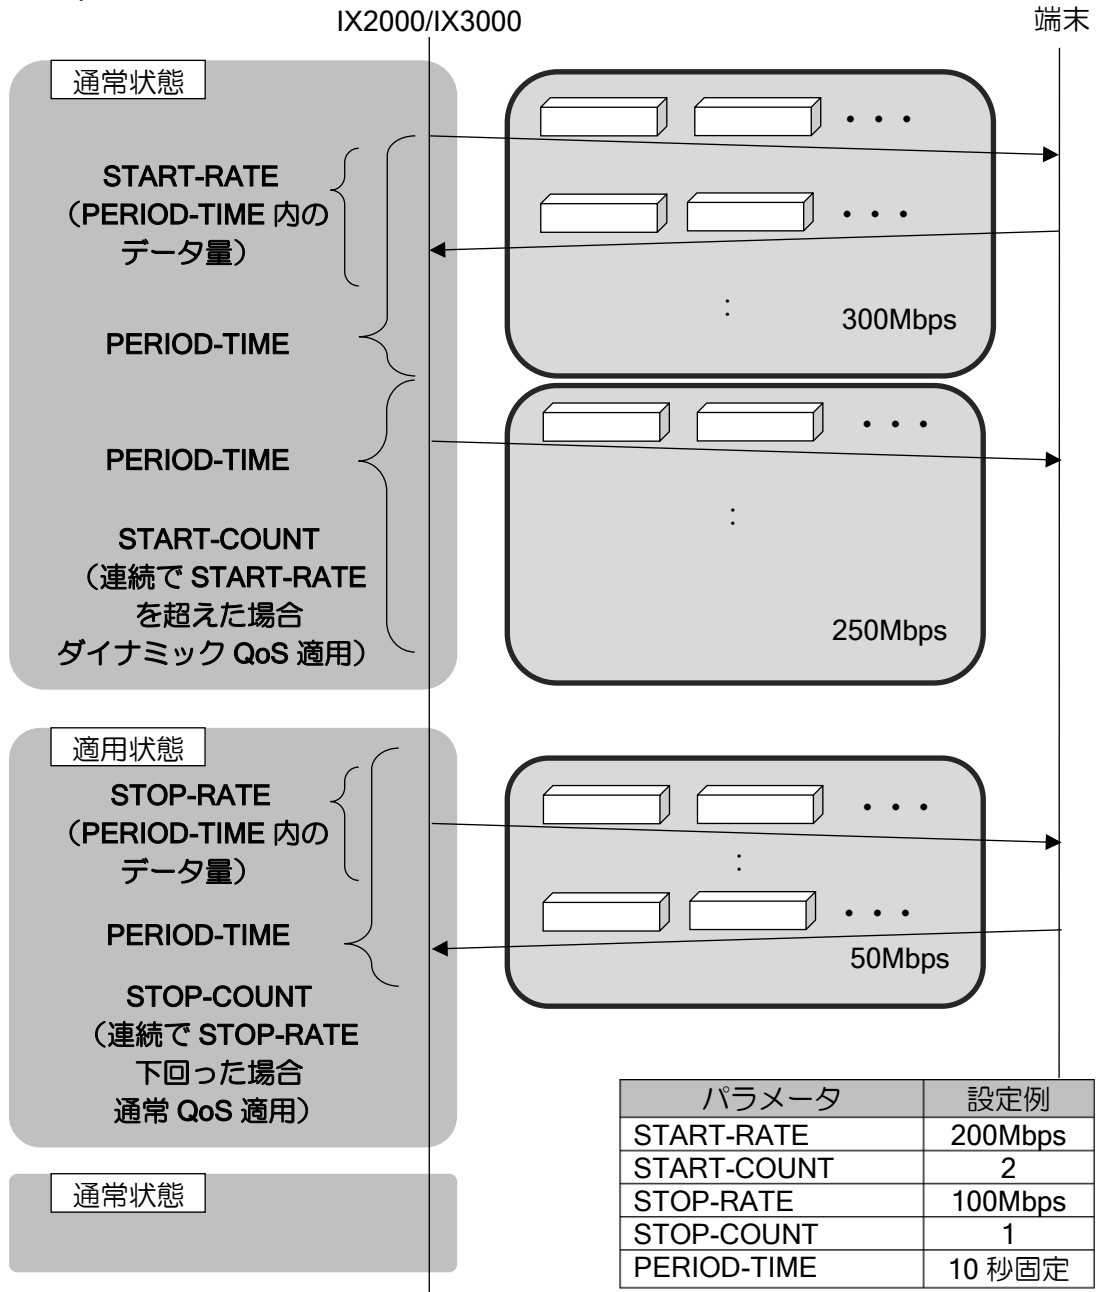 IX2000/IX3000
端末
通常状態
START-RATE
（PERIOD-TIME 内の
データ量）
300Mbps
PERIOD-TIME
PERIOD-TIME
START-COUNT
（連続で START-RATE
を超えた場合
ダイナミック QoS 適用）
250Mbps
適用状態
STOP-RATE
（PERIOD-TIME 内の
データ量）
PERIOD-TIME
50Mbps
STOP-COUNT
（連続で STOP-RATE
下回った場合
通常 QoS 適用）
パラメータ 設定例
START-RATE 200Mbps
START-COUNT 2
STOP-RATE 100Mbps
STOP-COUNT 1
PERIOD-TIME 10 秒固定
通常状態